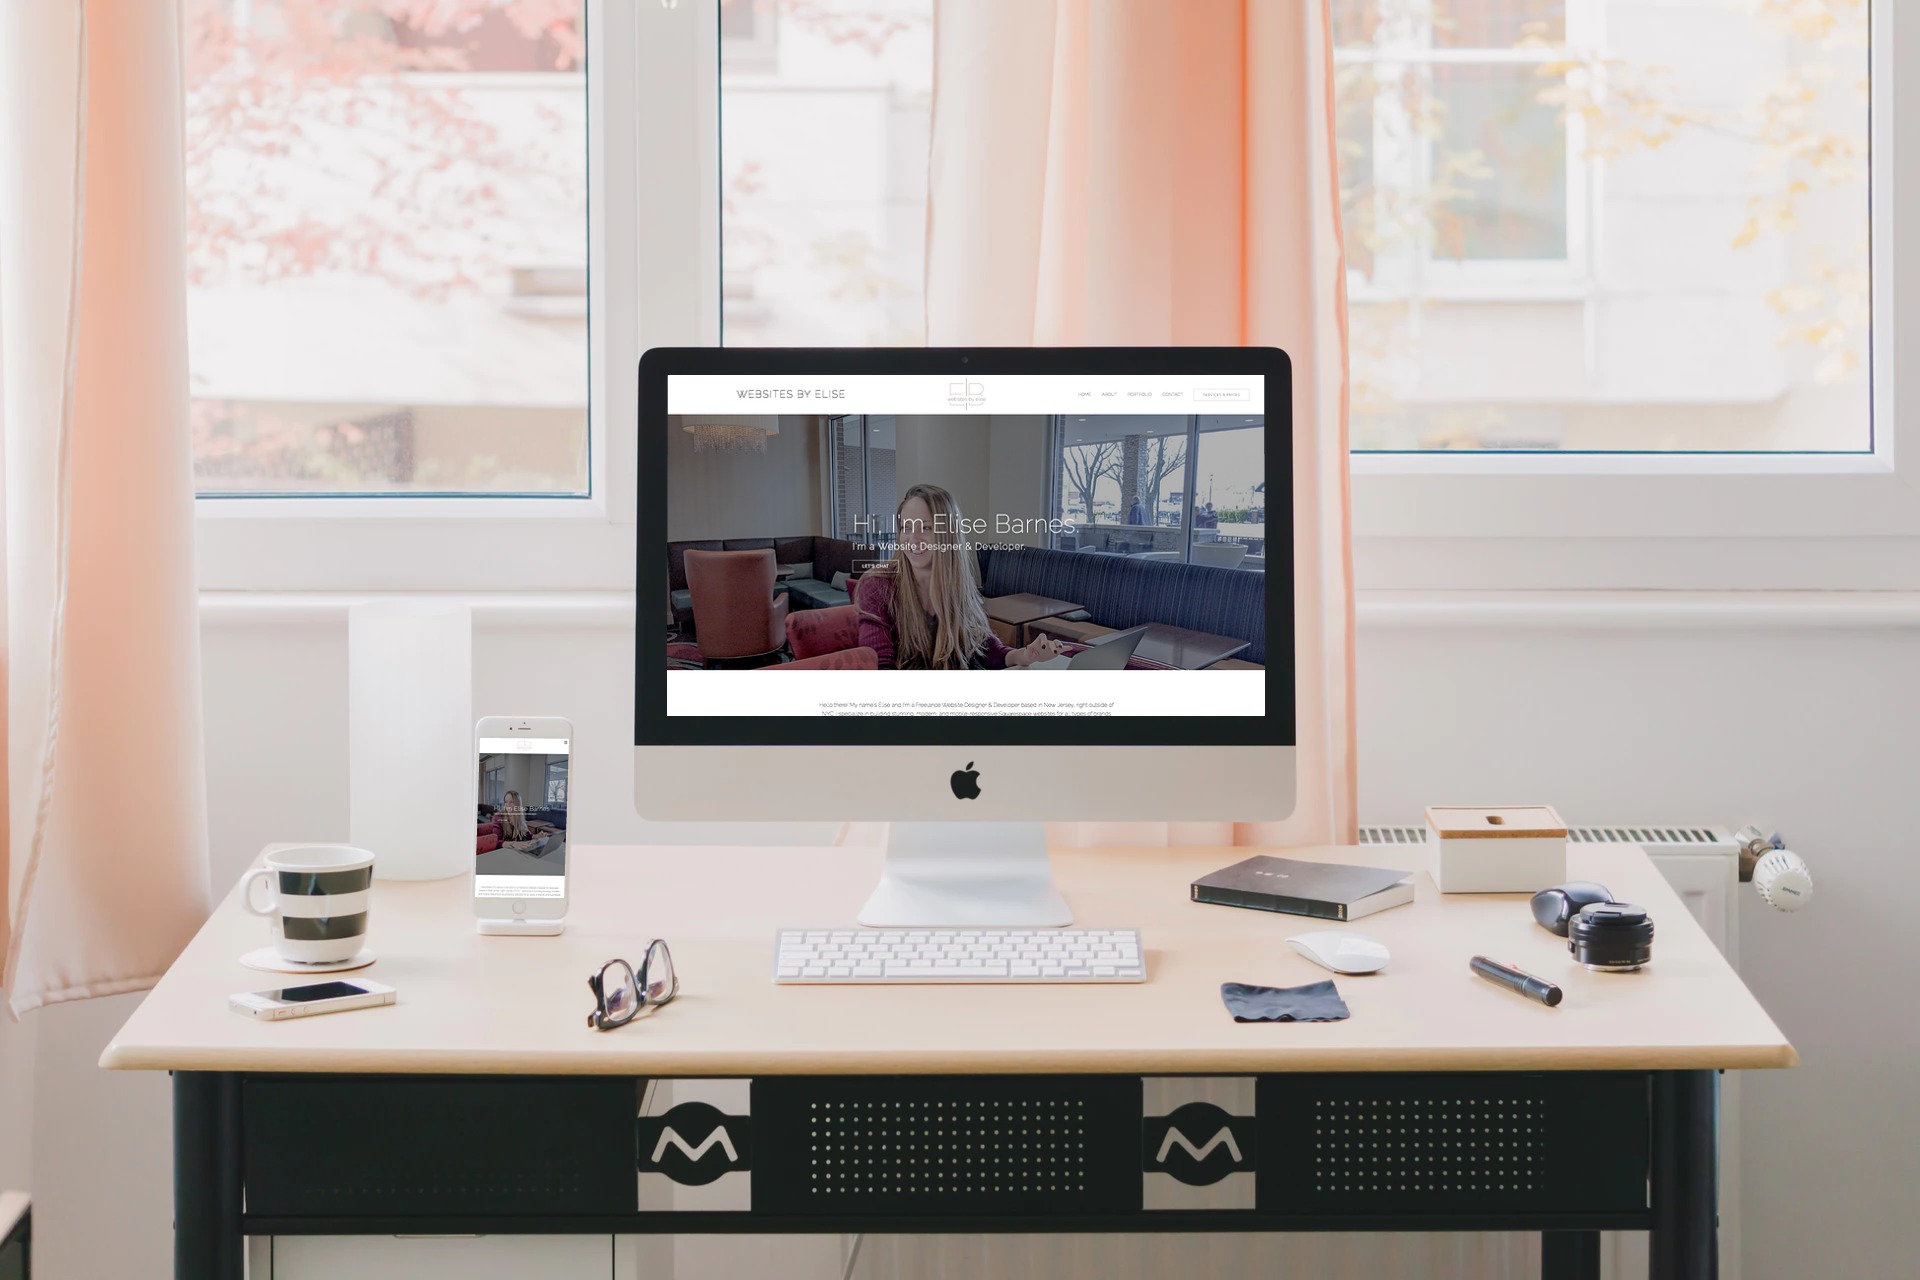 WEBSITES BY ELISE
EB
websites by elise
HOME ABOUT PORTFOLIO CONTACT SERVICES & PRICES
Hi, I'm Elise Barnes.
I'm a Website Designer & Developer.
LET'S CHAT
Hello there! My name's Elise and I'm a Freelance Website Designer & Developer based in New Jersey, right outside of
NYC. I specialize in building stunning, modern, and mobile-responsive Squarespace websites for all types of brands
Hi, I'm Elise Barnes.